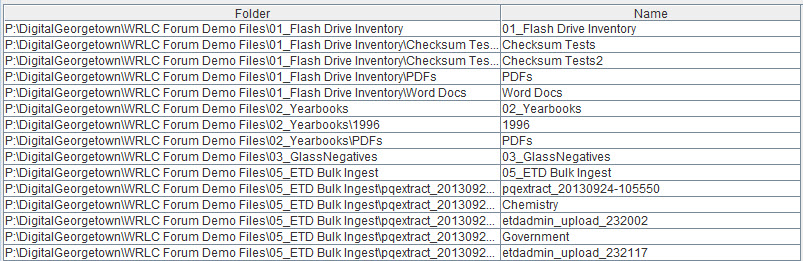 Folder Name
P:\DigitalGeorgetown\WRLC Forum Demo Files\01_Flash Drive Inventory 01_Flash Drive Inventory
P:\DigitalGeorgetown\WRLC Forum Demo Files\01_Flash Drive Inventory\Checksum Tes... Checksum Tests
P:\DigitalGeorgetown\WRLC Forum Demo Files\01_Flash Drive Inventory\Checksum Tes... Checksum Tests2
P:\DigitalGeorgetown\WRLC Forum Demo Files\01_Flash Drive Inventory\PDFs PDFs
P:\DigitalGeorgetown\WRLC Forum Demo Files\01_Flash Drive Inventory\Word Docs Word Docs
P:\DigitalGeorgetown\WRLC Forum Demo Files\02_Yearbooks 02_Yearbooks
P:\DigitalGeorgetown\WRLC Forum Demo Files\02_Yearbooks\1996 1996
P:\DigitalGeorgetown\WRLC Forum Demo Files\02_Yearbooks\PDFs PDFs
P:\DigitalGeorgetown\WRLC Forum Demo Files\03_GlassNegatives 03_GlassNegatives
P:\DigitalGeorgetown\WRLC Forum Demo Files\05_ETD Bulk Ingest 05_ETD Bulk Ingest
P:\DigitalGeorgetown\WRLC Forum Demo Files\05_ETD Bulk Ingest\pqextract_2013092... pqextract_20130924-105550
P:\DigitalGeorgetown\WRLC Forum Demo Files\05_ETD Bulk Ingest\pqextract_2013092... Chemistry
P:\DigitalGeorgetown\WRLC Forum Demo Files\05_ETD Bulk Ingest\pqextract_2013092... etdadmin_upload_232002
P:\DigitalGeorgetown\WRLC Forum Demo Files\05_ETD Bulk Ingest\pqextract_2013092... Government
P:\DigitalGeorgetown\WRLC Forum Demo Files\05_ETD Bulk Ingest\pqextract_2013092... etdadmin_upload_232117